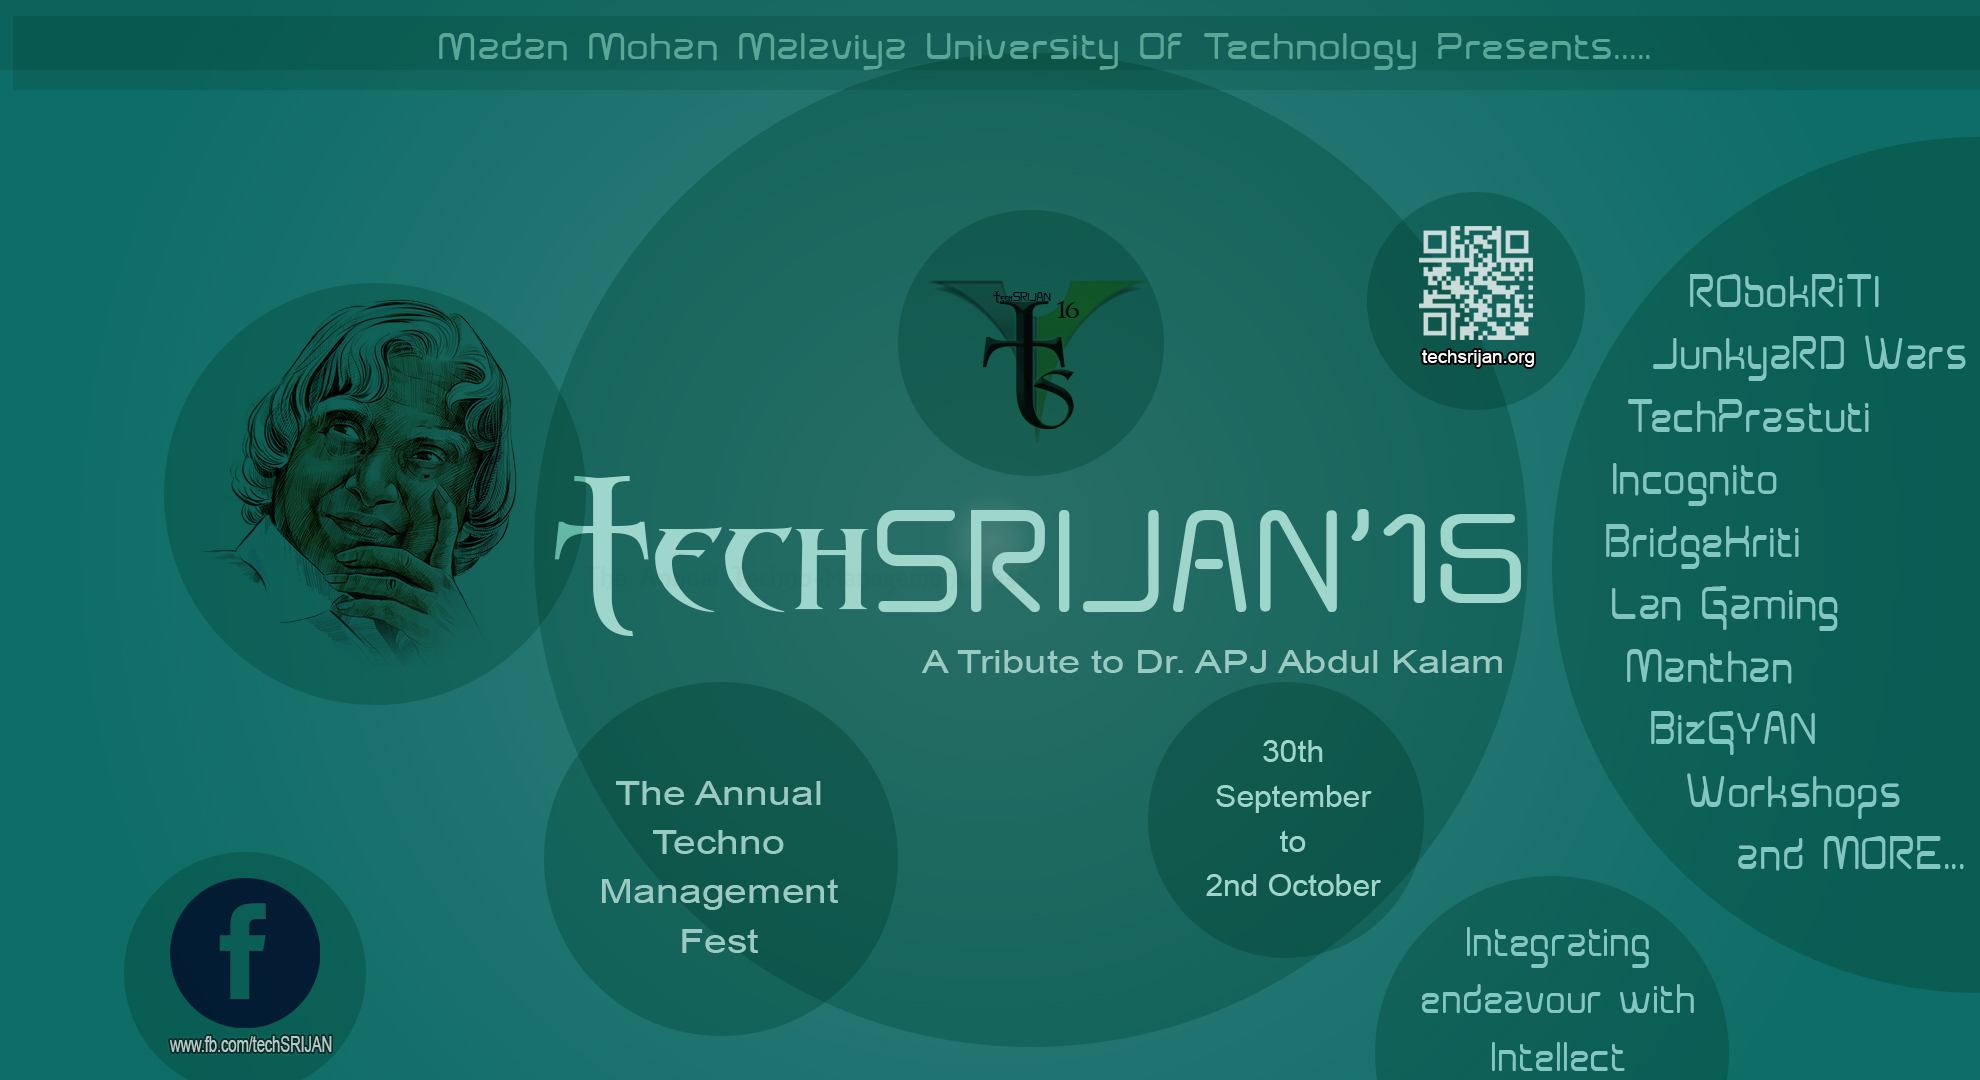 Madan Mohan Malaviya University Of Technology Presents.....
techSRIJAN
16
techsrijan.org
TechSRIJAN'16
A Tribute to Dr. APJ Abdul Kalam
The Annual
Techno
Management
Fest
30th
September
to
2nd October
RObokRiTI
JunkyaRD Wars
TechPrastuti
Incognito
BridgeKriti
Lan Gaming
Manthan
BizGYAN
Workshops
and MORE...
Integrating
endeavour with
Intellect
www.fb.com/techSRIJAN